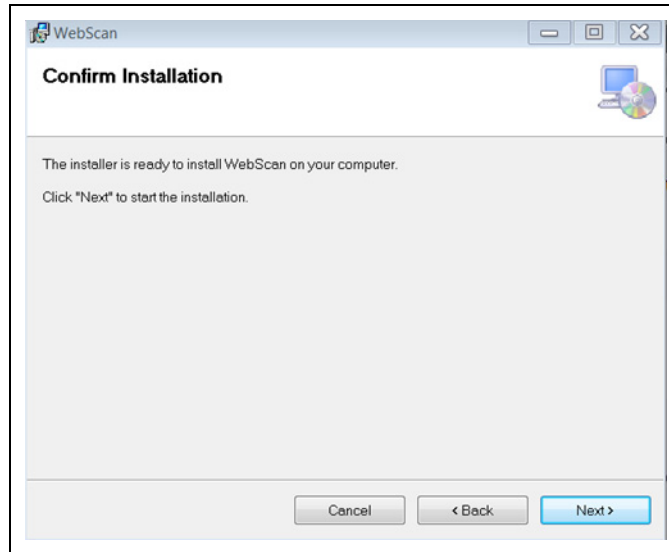 WebScan
Confirm Installation
The installer is ready to install WebScan on your computer.
Click "Next" to start the installation.
Cancel
< Back
Next >